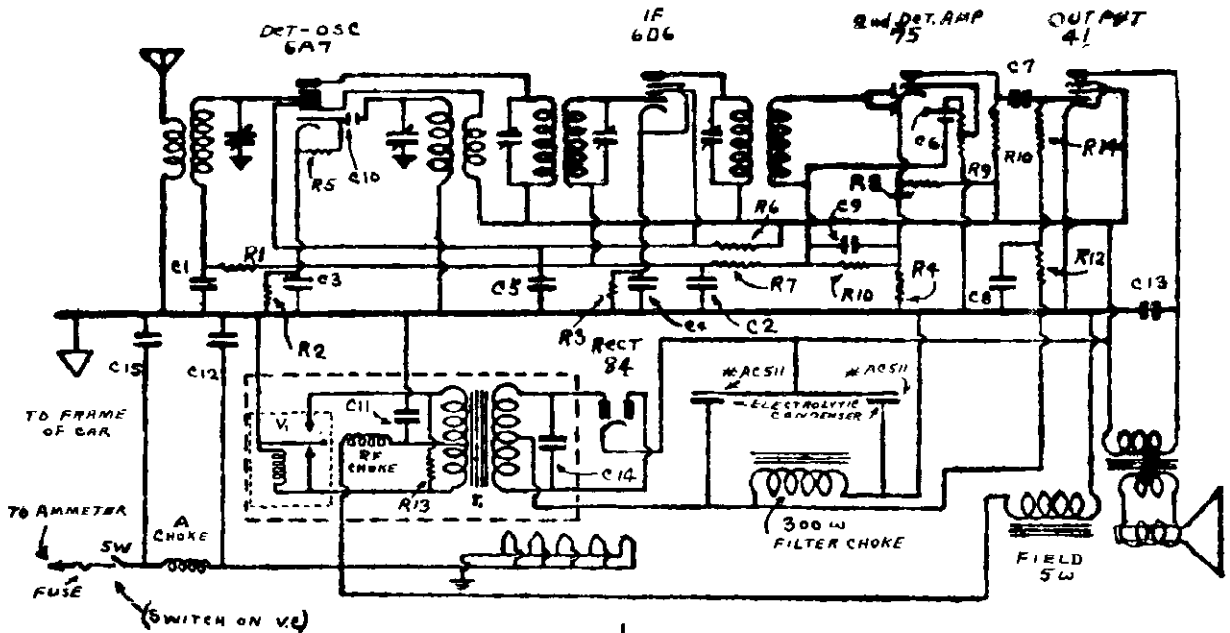 DET-OSC
6A7
IF
6D6
2nd DET. AMP
75
OUTPUT
41
C7
C6
R5
C10
R9
R10
R14
R8
C9
R6
C1
R1
C3
C5
R7
R10
R4
C8
R12
C13
R2
R3
C4
C2
C15
C12
RECT
84
#AC511
#AC511
ELECTROLYTIC
CONDENSER
TO FRAME
OF CAR
V1
C11
RF
CHOKE
R13
C14
TO AMMETER
A
CHOKE
SW
FUSE
(SWITCH ON V.C)
300 W
FILTER CHOKE
FIELD
5 W